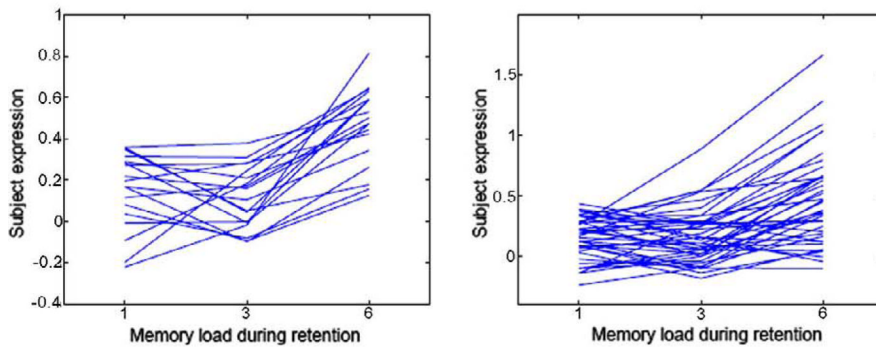 Subject expression
1
0.8
0.6
0.4
0.2
0
-0.2
-0.4
1 3 6
Memory load during retention
Subject expression
1.5
1
0.5
0
1 3 6
Memory load during retention